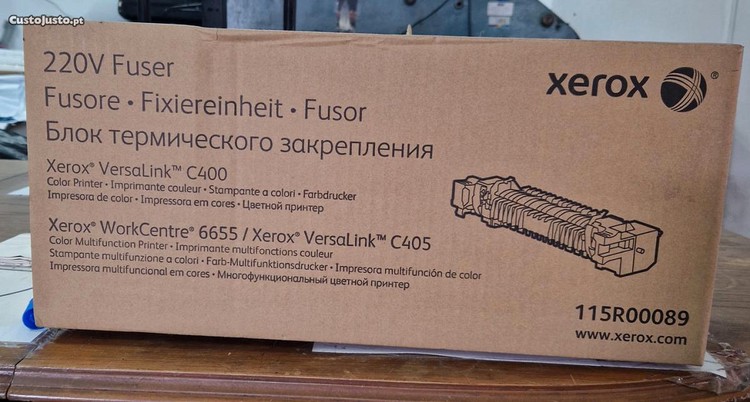 CustoJusto.pt
220V Fuser
Fusore • Fixiereinheit • Fusor
Блок термического закрепления
Xerox® VersaLink™ C400
Color Printer • Imprimante couleur • Stampante a colori • Farbdrucker
Impresora de color • Impressora em cores • Цветной принтер
Xerox® WorkCentre® 6655 / Xerox® VersaLink™ C405
Color Multifunction Printer • Imprimante multifonctions couleur
Stampante multifunzione a colori • Farb-Multifunktionsdrucker • Impresora multifunción de color
Impressora multifuncional em cores • Многофункциональный цветной принтер
xerox®
115R00089
www.xerox.com